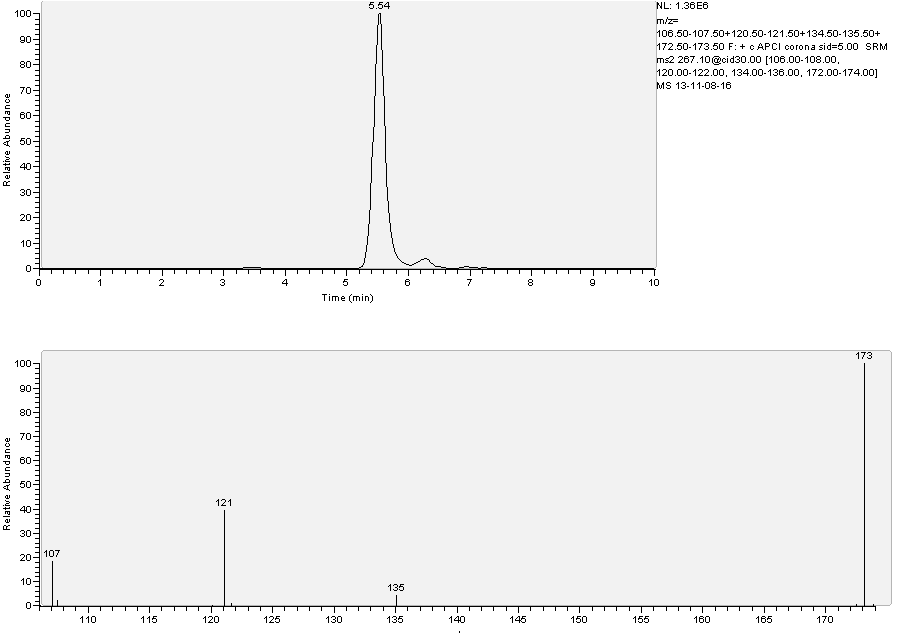 5.54
NL: 1.36E6
m/z=
106.50-107.50+120.50-121.50+134.50-135.50+
172.50-173.50 F: + c APCI corona sid=5.00 SRM
ms2 267.10@cid30.00 [106.00-108.00,
120.00-122.00, 134.00-136.00, 172.00-174.00]
MS 13-11-08-16
100
90
80
70
60
50
40
30
20
10
0
Relative Abundance
0 1 2 3 4 5 6 7 8 9 10
Time (min)
173
121
107
135
100
90
80
70
60
50
40
30
20
10
0
Relative Abundance
110 115 120 125 130 135 140 145 150 155 160 165 170